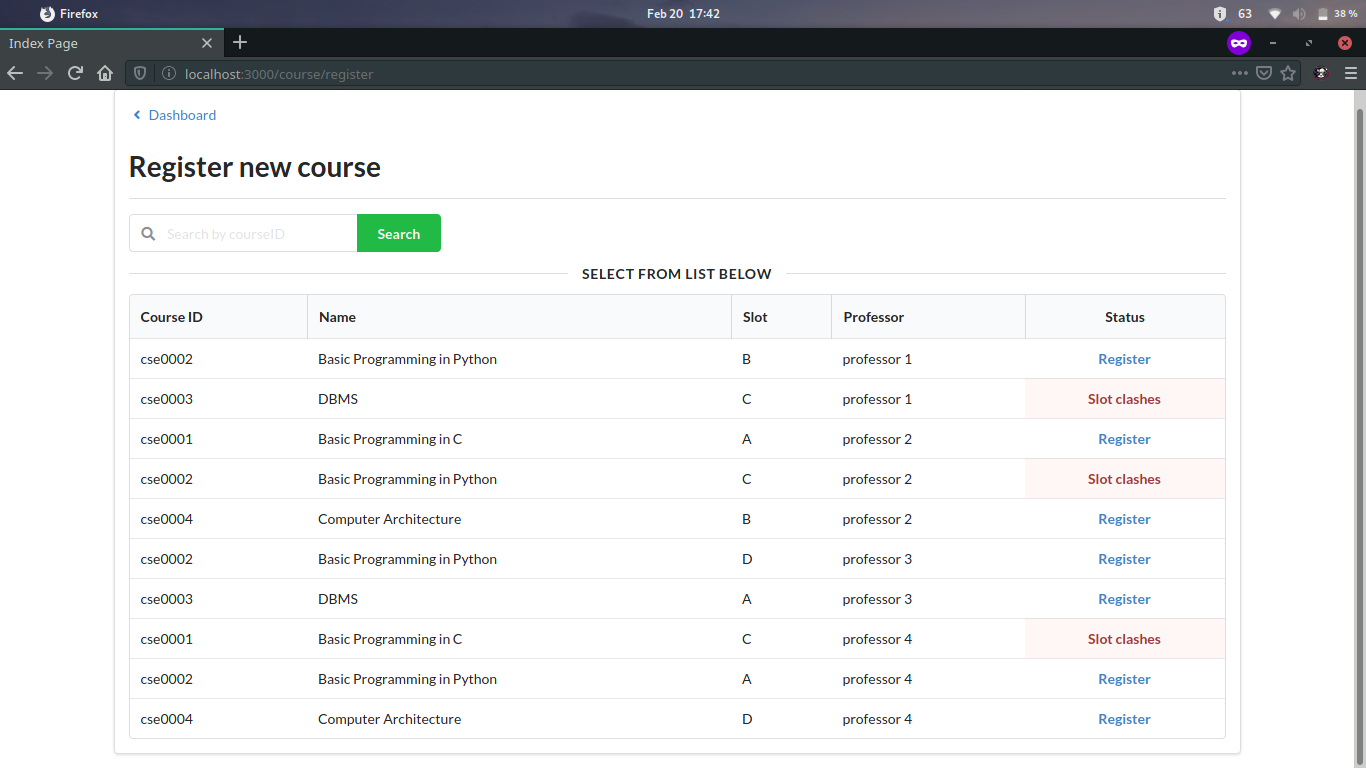 Firefox
Feb 20 17:42
63
38 %
Index Page
localhost:3000/course/register
Dashboard
Register new course
Search by courseID
Search
SELECT FROM LIST BELOW
Course ID Name Slot Professor Status
cse0002 Basic Programming in Python B professor 1 Register
cse0003 DBMS C professor 1 Slot clashes
cse0001 Basic Programming in C A professor 2 Register
cse0002 Basic Programming in Python C professor 2 Slot clashes
cse0004 Computer Architecture B professor 2 Register
cse0002 Basic Programming in Python D professor 3 Register
cse0003 DBMS A professor 3 Register
cse0001 Basic Programming in C C professor 4 Slot clashes
cse0002 Basic Programming in Python A professor 4 Register
cse0004 Computer Architecture D professor 4 Register